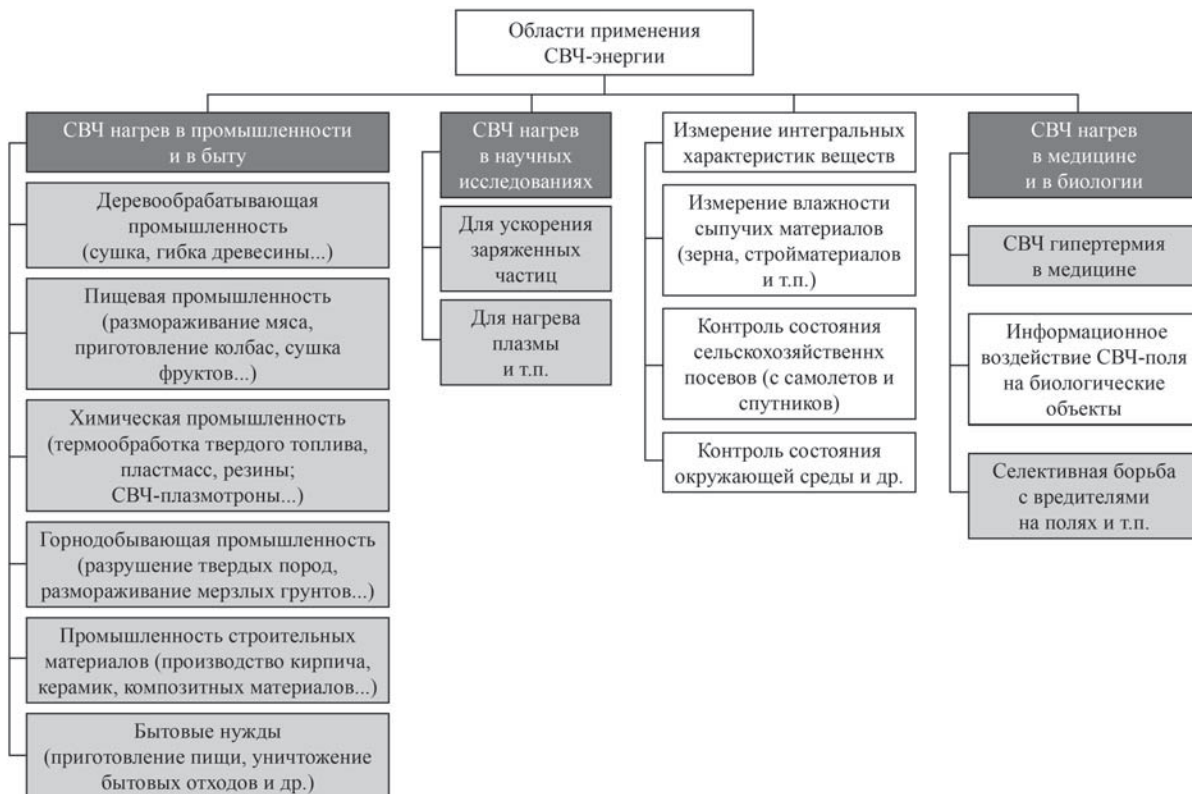 Области применения
СВЧ-энергии
СВЧ нагрев в промышленности
и в быту
Деревообрабатывающая
промышленность
(сушка, гибка древесины...)
Пищевая промышленность
(размораживание мяса,
приготовление колбас, сушка
фруктов...)
Химическая промышленность
(термообработка твердого топлива,
пластмасс, резины;
СВЧ-плазмотроны...)
Горнодобывающая промышленность
(разрушение твердых пород,
размораживание мерзлых грунтов...)
Промышленность строительных
материалов (производство кирпича,
керамик, композитных материалов...)
Бытовые нужды
(приготовление пищи, уничтожение
бытовых отходов и др.)
СВЧ нагрев
в научных
исследованиях
Для ускорения
заряженных
частиц
Для нагрева
плазмы
и т.п.
Измерение интегральных
характеристик веществ
Измерение влажности
сыпучих материалов
(зерна, стройматериалов
и т.п.)
Контроль состояния
сельскохозяйственнх
посевов (с самолетов и
спутников)
Контроль состояния
окружающей среды и др.
СВЧ нагрев
в медицине
и в биологии
СВЧ гипертермия
в медицине
Информационное
воздействие СВЧ-поля
на биологические
объекты
Селективная борьба
с вредителями
на полях и т.п.